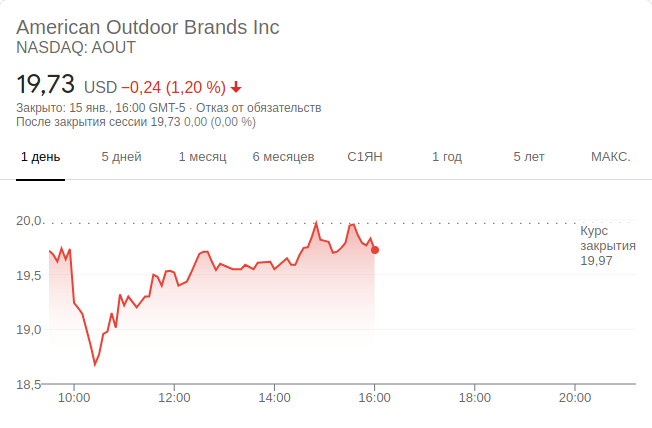 American Outdoor Brands Inc
NASDAQ: AOUT
19,73 USD −0,24 (1,20 %)
Закрыто: 15 янв., 16:00 GMT-5 · Отказ от обязательств
После закрытия сессии 19,73 0,00 (0,00 %)
1 день 5 дней 1 месяц 6 месяцев С1ЯН 1 год 5 лет МАКС.
20,0
Курс
закрытия
19,97
19,5
19,0
18,5
10:00 12:00 14:00 16:00 18:00 20:00